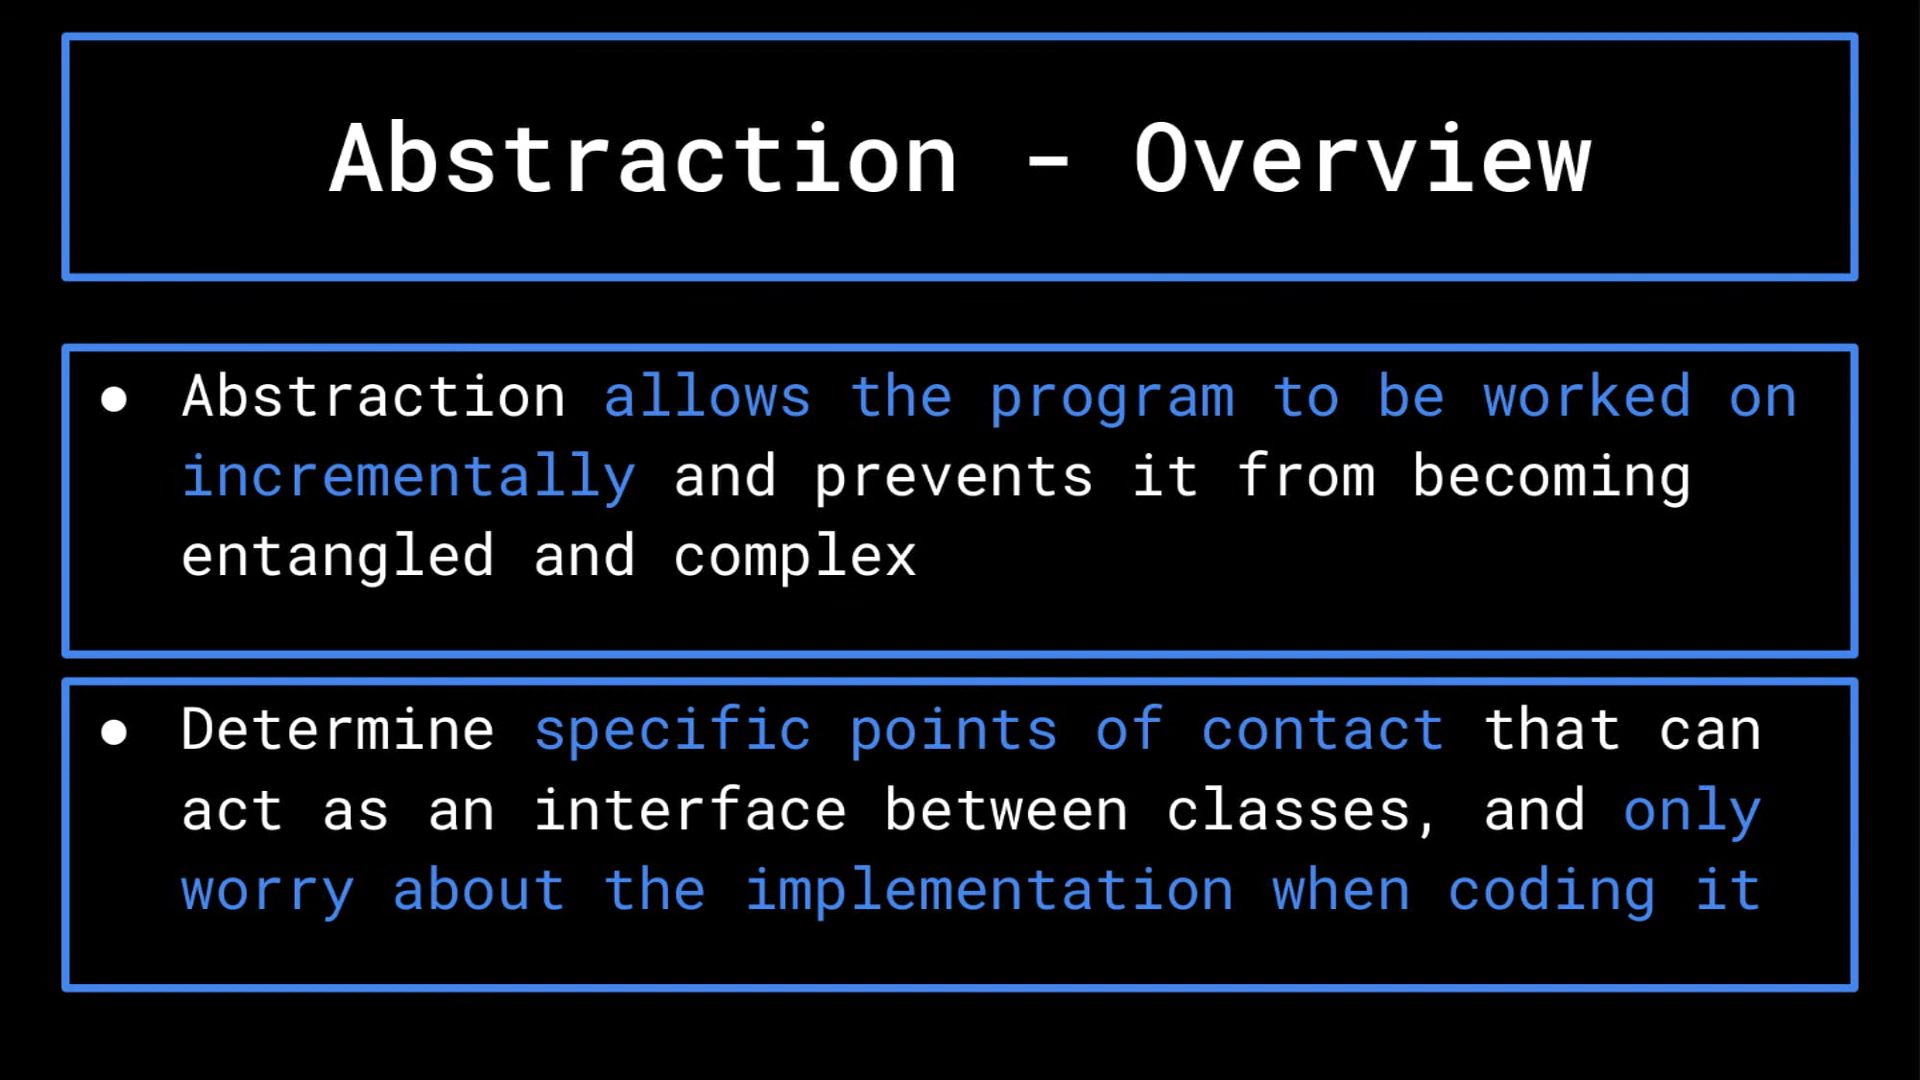 Abstraction - Overview
● Abstraction allows the program to be worked on
incrementally and prevents it from becoming
entangled and complex
● Determine specific points of contact that can
act as an interface between classes, and only
worry about the implementation when coding it